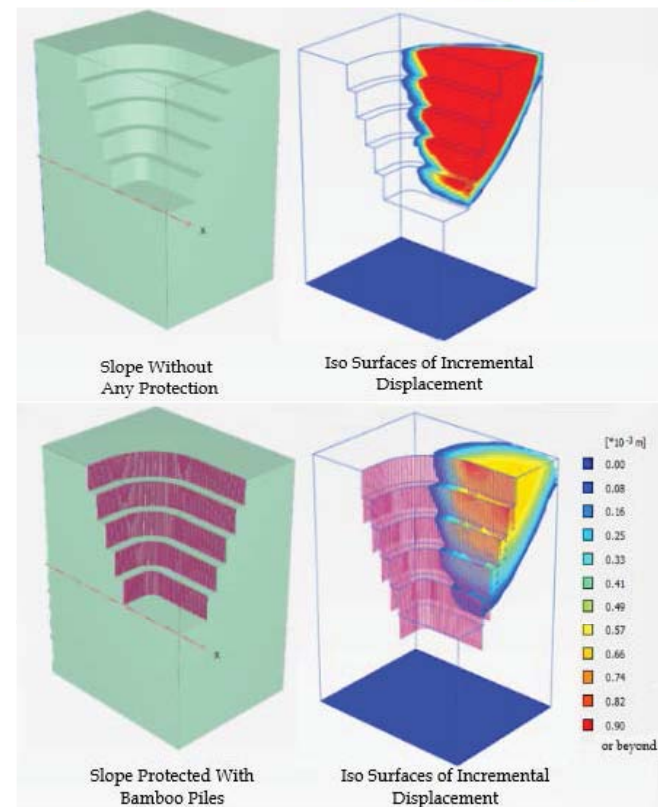 x
Slope Without
Any Protection
Iso Surfaces of Incremental
Displacement
x
[*10⁻³ m]
0.00
0.08
0.16
0.25
0.33
0.41
0.49
0.57
0.66
0.74
0.82
0.90
or beyond
Slope Protected With
Bamboo Piles
Iso Surfaces of Incremental
Displacement